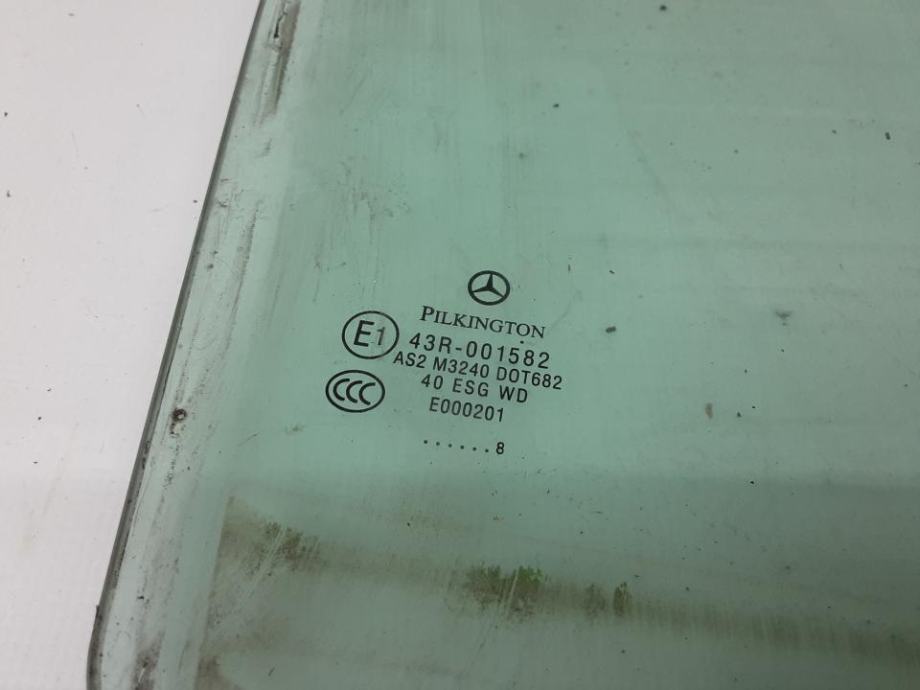 PILKINGTON
E1
43R-001582
AS2 M3240 DOT682
CCC
40 ESG WD
E000201
......8